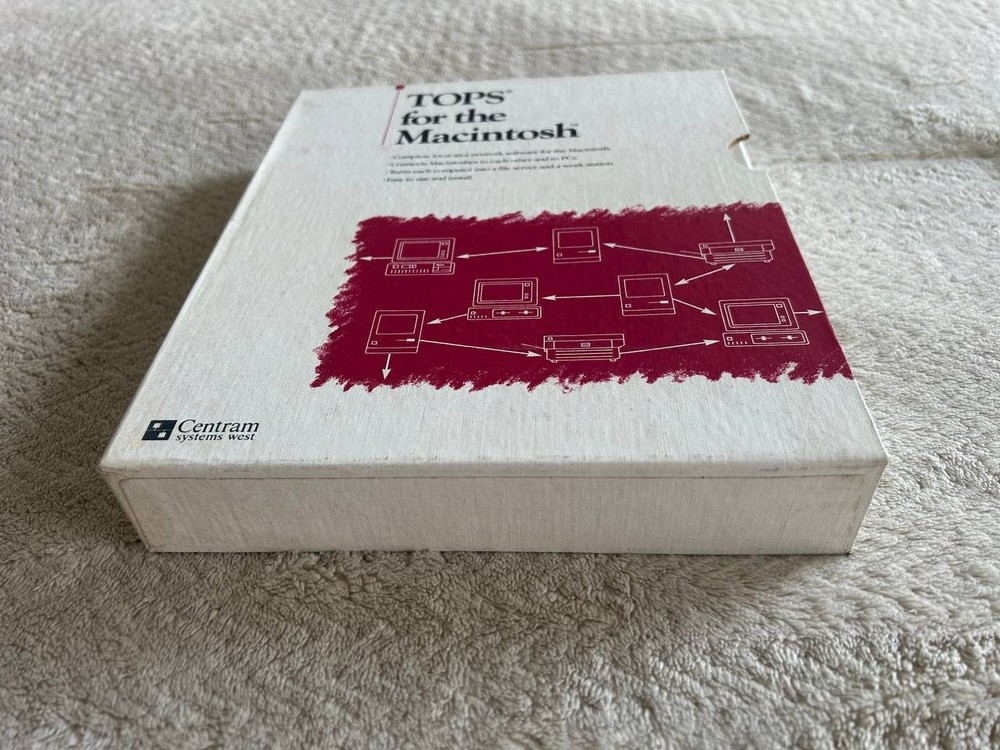 TOPS®
for the
Macintosh™
·Complete local area network software for the Macintosh.
·Connects Macintoshes to each other and to PCs.
·Turns each computer into a file server and a work station.
·Easy to use and install.
Centram
systems west